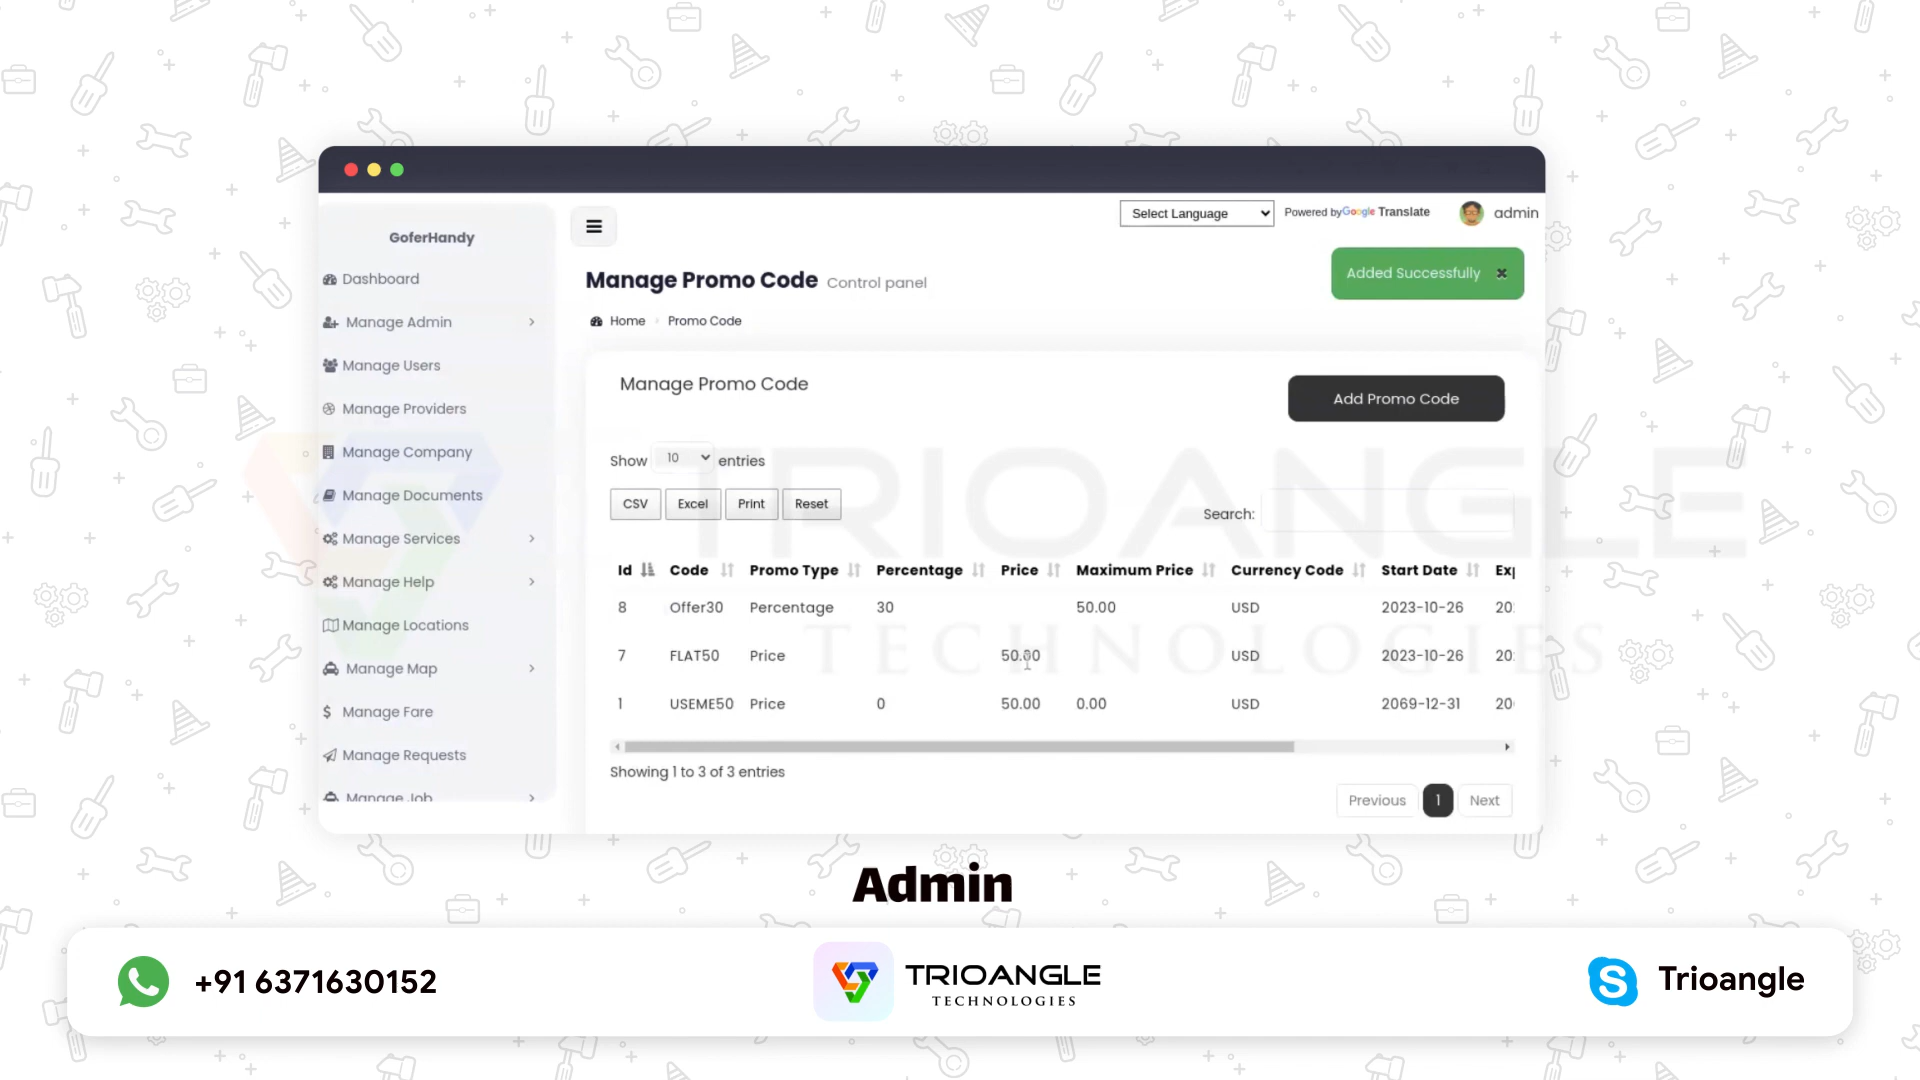 Select Language
Powered by Google Translate
admin
GoferHandy
Dashboard
Manage Admin
Manage Users
Manage Providers
Manage Company
Manage Documents
Manage Services
Manage Help
Manage Locations
Manage Map
Manage Fare
Manage Requests
Manage Job
Manage Promo Code Control panel
Added Successfully
Home Promo Code
Manage Promo Code
Add Promo Code
Show 10 entries
CSV Excel Print Reset
Search:
Id Code Promo Type Percentage Price Maximum Price Currency Code Start Date
8 Offer30 Percentage 30 50.00 USD 2023-10-26
7 FLAT50 Price 50.00 USD 2023-10-26
1 USEME50 Price 0 50.00 0.00 USD 2069-12-31
Showing 1 to 3 of 3 entries
Previous 1 Next
TRIOANGLE
TECHNOLOGIES
Admin
+91 6371630152
TRIOANGLE
TECHNOLOGIES
Trioangle